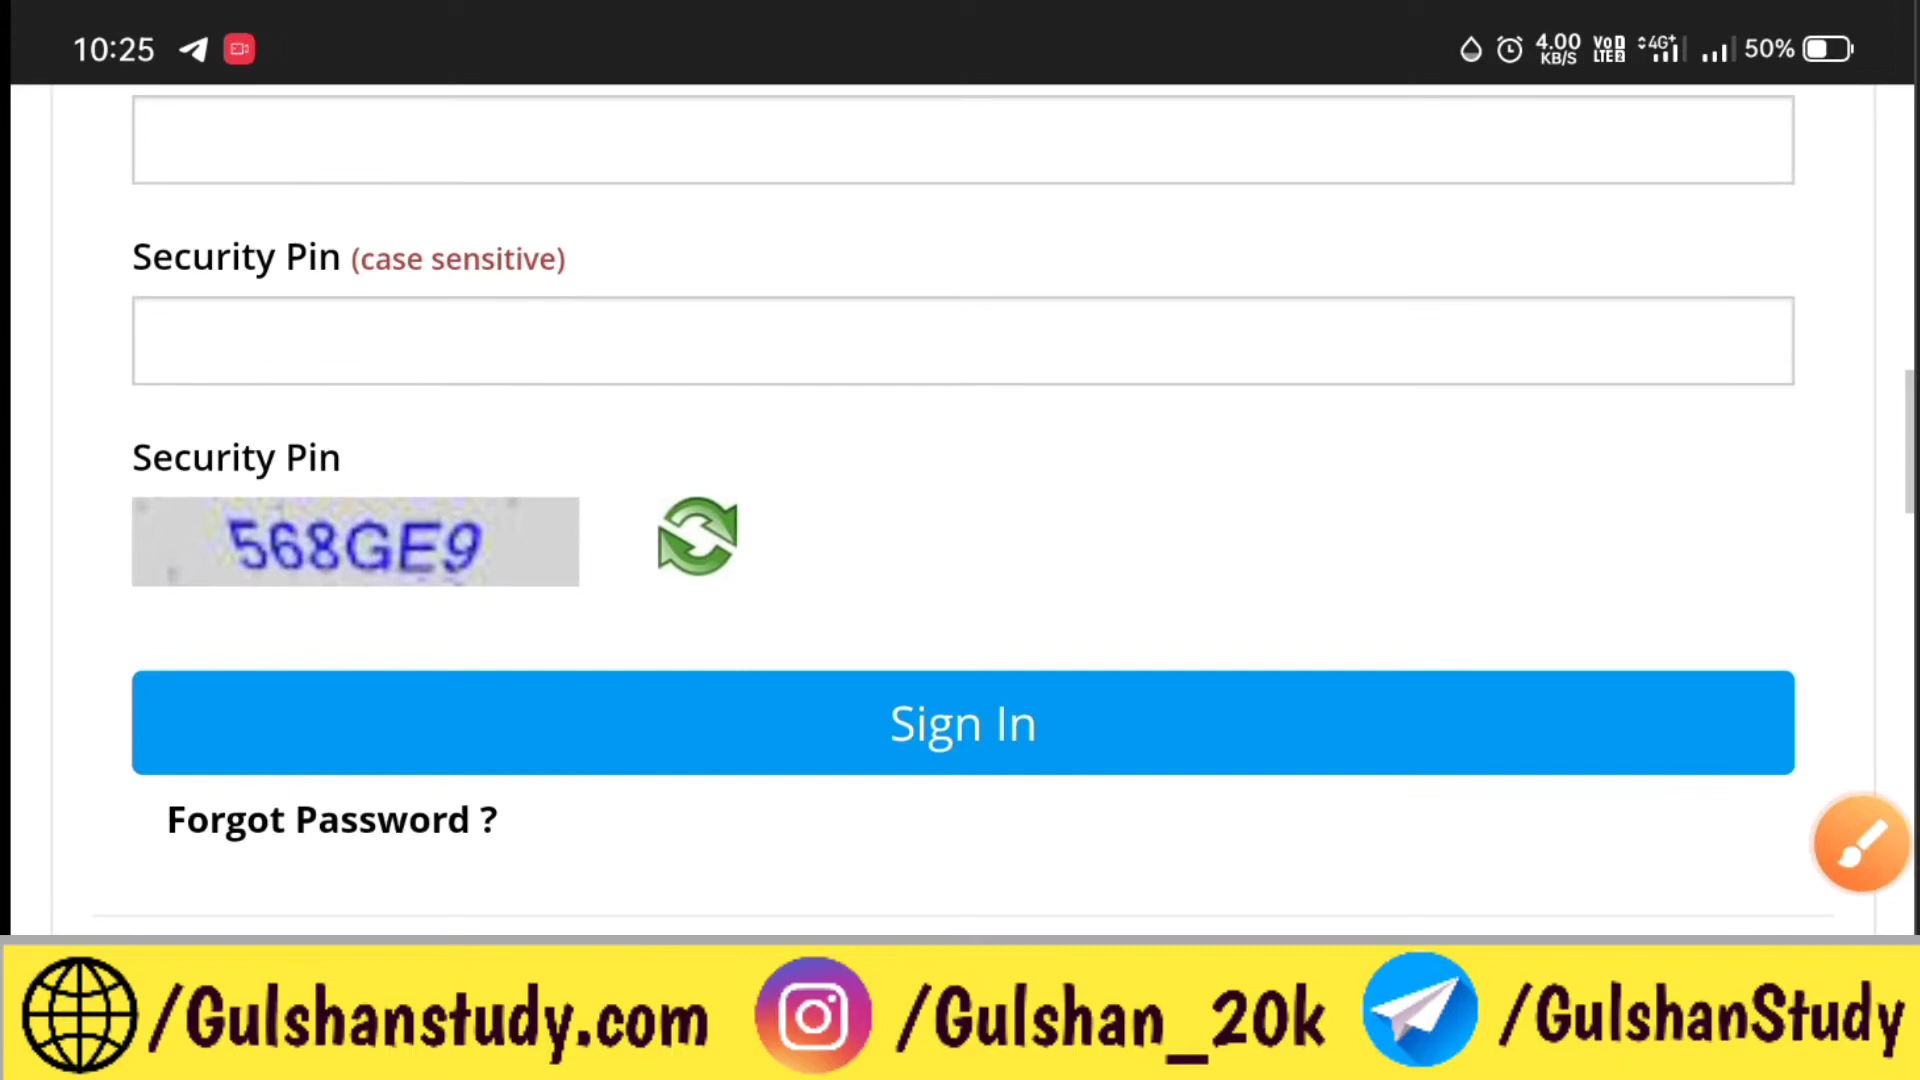 10:25 4.00 KB/S VoD LTE2 4G+ 50%
Security Pin (case sensitive)
Security Pin
568GE9
Sign In
Forgot Password ?
/Gulshanstudy.com /Gulshan_20k /GulshanStudy